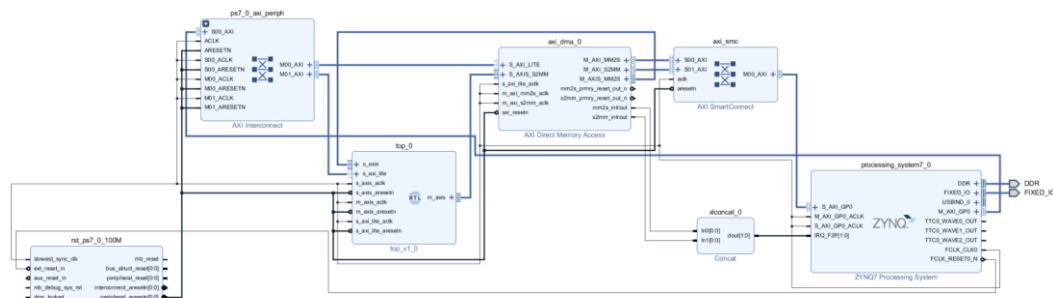 ps7_0_axi_periph
S00_AXI
ACLK
ARESETN
S00_ACLK
S00_ARESETN
M00_ACLK
M00_ARESETN
M01_ACLK
M01_ARESETN
M00_AXI
M01_AXI
AXI Interconnect
axi_dma_0
S_AXI_LITE
S_AXIS_S2MM
s_axi_lite_aclk
m_axi_mm2s_aclk
m_axi_s2mm_aclk
axi_resetn
M_AXI_MM2S
M_AXI_S2MM
M_AXIS_MM2S
mm2s_prmry_reset_out_n
s2mm_prmry_reset_out_n
mm2s_introut
s2mm_introut
AXI Direct Memory Access
axi_smc
S00_AXI
S01_AXI
aclk
aresetn
M00_AXI
AXI SmartConnect
top_0
s_axis
s_axi_lite
s_axis_aclk
s_axis_aresetn
m_axis_aclk
m_axis_aresetn
s_axi_lite_aclk
s_axi_lite_aresetn
m_axis
RTL
top_v1_0
xlconcat_0
In0[0:0]
In1[0:0]
dout[1:0]
Concat
processing_system7_0
S_AXI_GP0
M_AXI_GP0_ACLK
S_AXI_GP0_ACLK
IRQ_F2P[1:0]
ZYNQ
DDR
FIXED_IO
USBIND_0
M_AXI_GP0
TTC0_WAVE0_OUT
TTC0_WAVE1_OUT
TTC0_WAVE2_OUT
FCLK_CLK0
FCLK_RESET0_N
ZYNQ7 Processing System
DDR
FIXED_IO
rst_ps7_0_100M
slowest_sync_clk
ext_reset_in
aux_reset_in
mb_debug_sys_rst
dcm_locked
mb_reset
bus_struct_reset[0:0]
peripheral_reset[0:0]
interconnect_aresetn[0:0]
peripheral_aresetn[0:0]